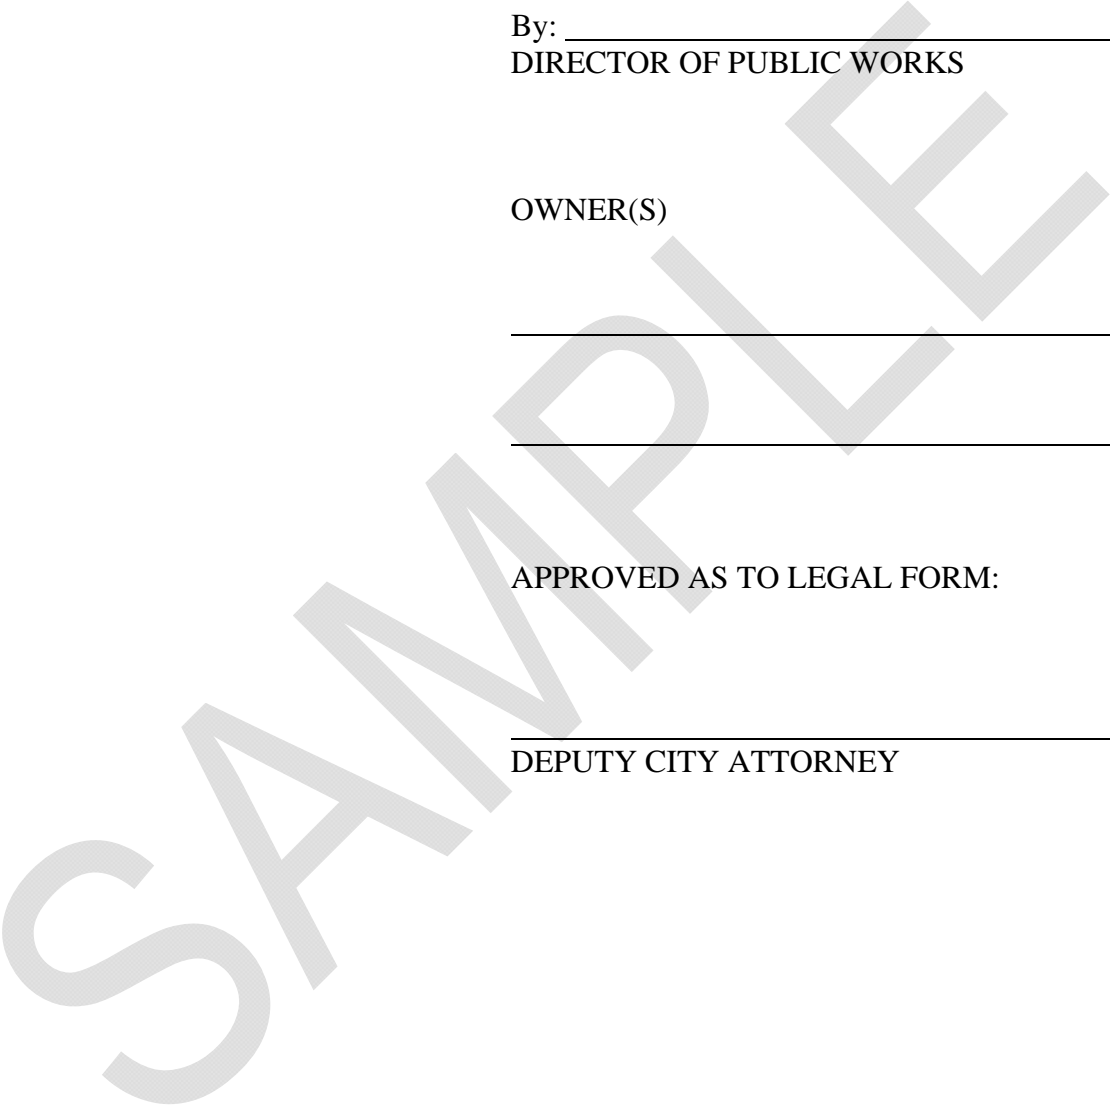 By:
DIRECTOR OF PUBLIC WORKS
OWNER(S)
APPROVED AS TO LEGAL FORM:
DEPUTY CITY ATTORNEY
SAMPLE